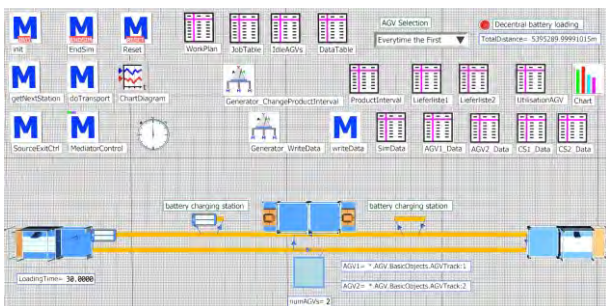 AGV Selection
Decentral battery loading
Everytime the First
TotalDistance= 5395289.99991015m
init
EndSim
Reset
WorkPlan
JobTable
IdleAGVs
DataTable
getNextStation
doTransport
ChartDiagram
Generator_ChangeProductInterval
ProductInterval
Lieferliste1
Lieferliste2
UtilisationAGV
Chart
SourceExitCtrl
MediatorControl
Generator_WriteData
writeData
SimData
AGV1_Data
AGV2_Data
CS1_Data
CS2_Data
battery charging station
battery charging station
LoadingTime= 30.0000
AGV1= *.AGV.BasicObjects.AGVTrack:1
AGV2= *.AGV.BasicObjects.AGVTrack:2
numAGVs= 2